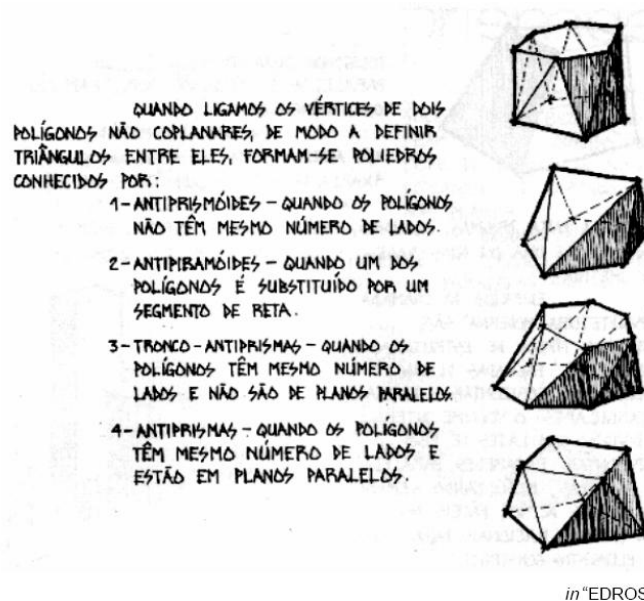 QUANDO LIGAMOS OS VÉRTICES DE DOIS
POLÍGONOS NÃO COPLANARES, DE MODO A DEFINIR
TRIÂNGULOS ENTRE ELES, FORMAM-SE POLIEDROS
CONHECIDOS POR:
1-ANTIPRISMÓIDES - QUANDO OS POLÍGONOS
NÃO TÊM MESMO NÚMERO DE LADOS.
2-ANTIPIRAMÓIDES - QUANDO UM DOS
POLÍGONOS É SUBSTITUÍDO POR UM
SEGMENTO DE RETA.
3-TRONCO-ANTIPRISMAS - QUANDO OS
POLÍGONOS TÊM MESMO NÚMERO DE
LADOS E NÃO SÃO DE PLANOS PARALELOS.
4-ANTIPRISMAS - QUANDO OS POLÍGONOS
TÊM MESMO NÚMERO DE LADOS E
ESTÃO EM PLANOS PARALELOS.
in "EDROS